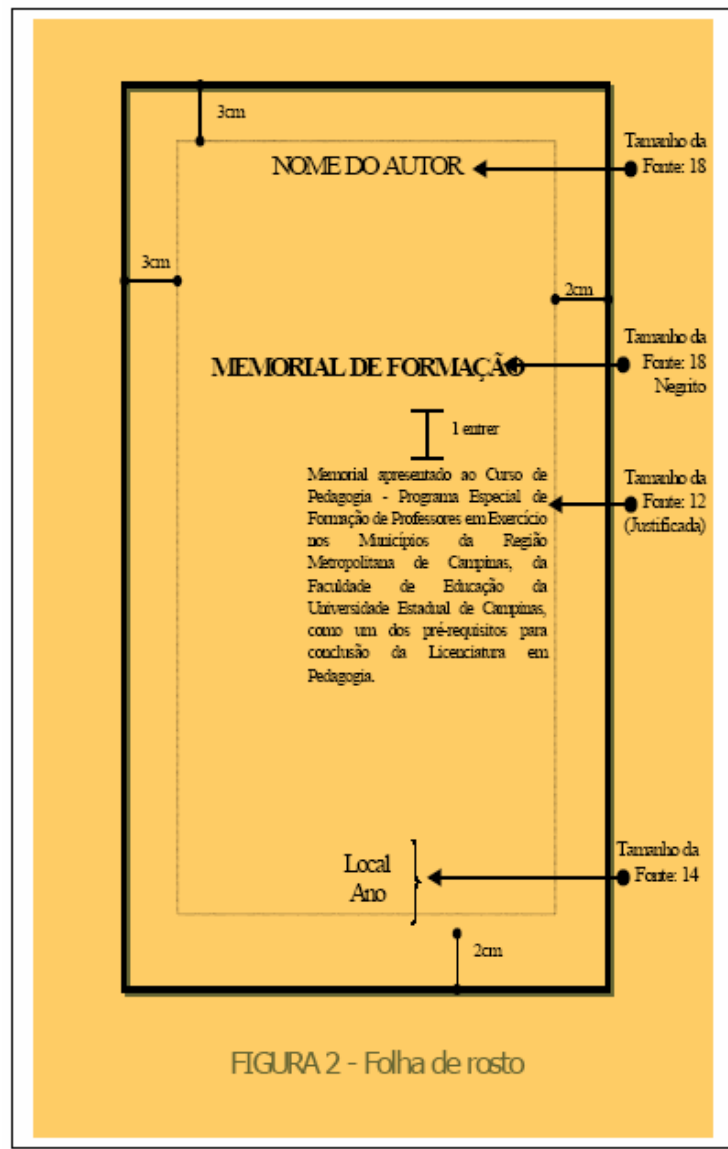 3cm
Tamanho da
NOME DO AUTOR
Fonte: 18
3cm
2cm
Tamanho da
MEMORIAL DE FORMAÇÃO
Fonte: 18
Negrito
1 entrer
Memorial apresentado ao Curso de
Pedagogia - Programa Especial de
Formação de Professores em Exercício
nos Municípios da Região
Metropolitana de Campinas, da
Faculdade de Educação da
Universidade Estadual de Campinas,
como um dos pré-requisitos para
conclusão da Licenciatura em
Pedagogia.
Tamanho da
Fonte: 12
(Justificada)
Local
Ano
Tamanho da
Fonte: 14
2cm
FIGURA 2 - Folha de rosto